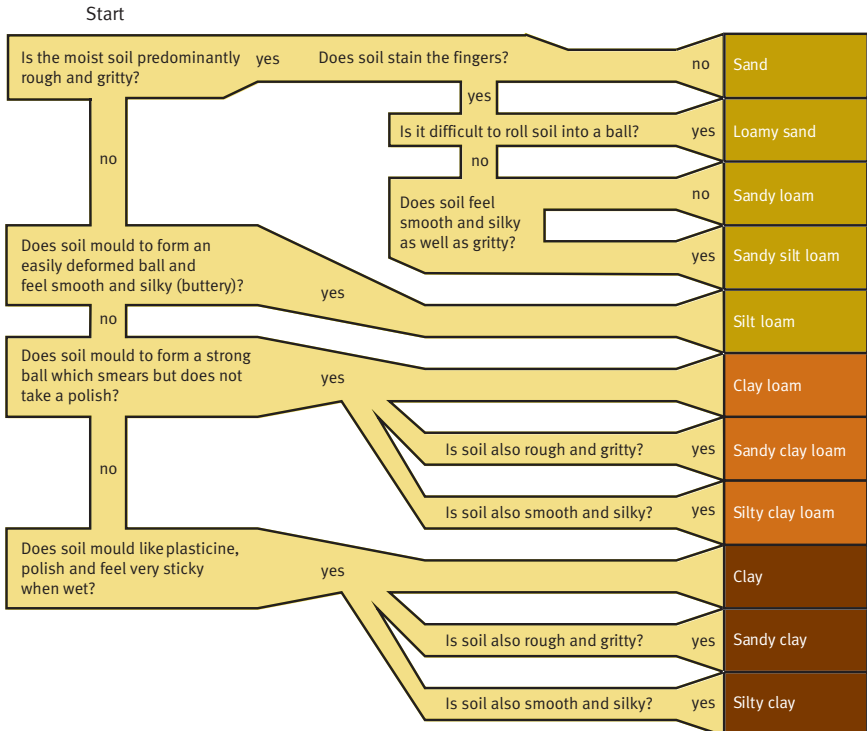 Start
Is the moist soil predominantly
rough and gritty?
yes
Does soil stain the fingers?
no
Sand
yes
Is it difficult to roll soil into a ball?
yes
Loamy sand
no
no
Does soil feel
smooth and silky
as well as gritty?
no
Sandy loam
yes
Sandy silt loam
Does soil mould to form an
easily deformed ball and
feel smooth and silky (buttery)?
yes
Silt loam
no
Does soil mould to form a strong
ball which smears but does not
take a polish?
yes
Clay loam
Is soil also rough and gritty?
yes
Sandy clay loam
no
Is soil also smooth and silky?
yes
Silty clay loam
Does soil mould like plasticine,
polish and feel very sticky
when wet?
yes
Clay
Is soil also rough and gritty?
yes
Sandy clay
Is soil also smooth and silky?
yes
Silty clay